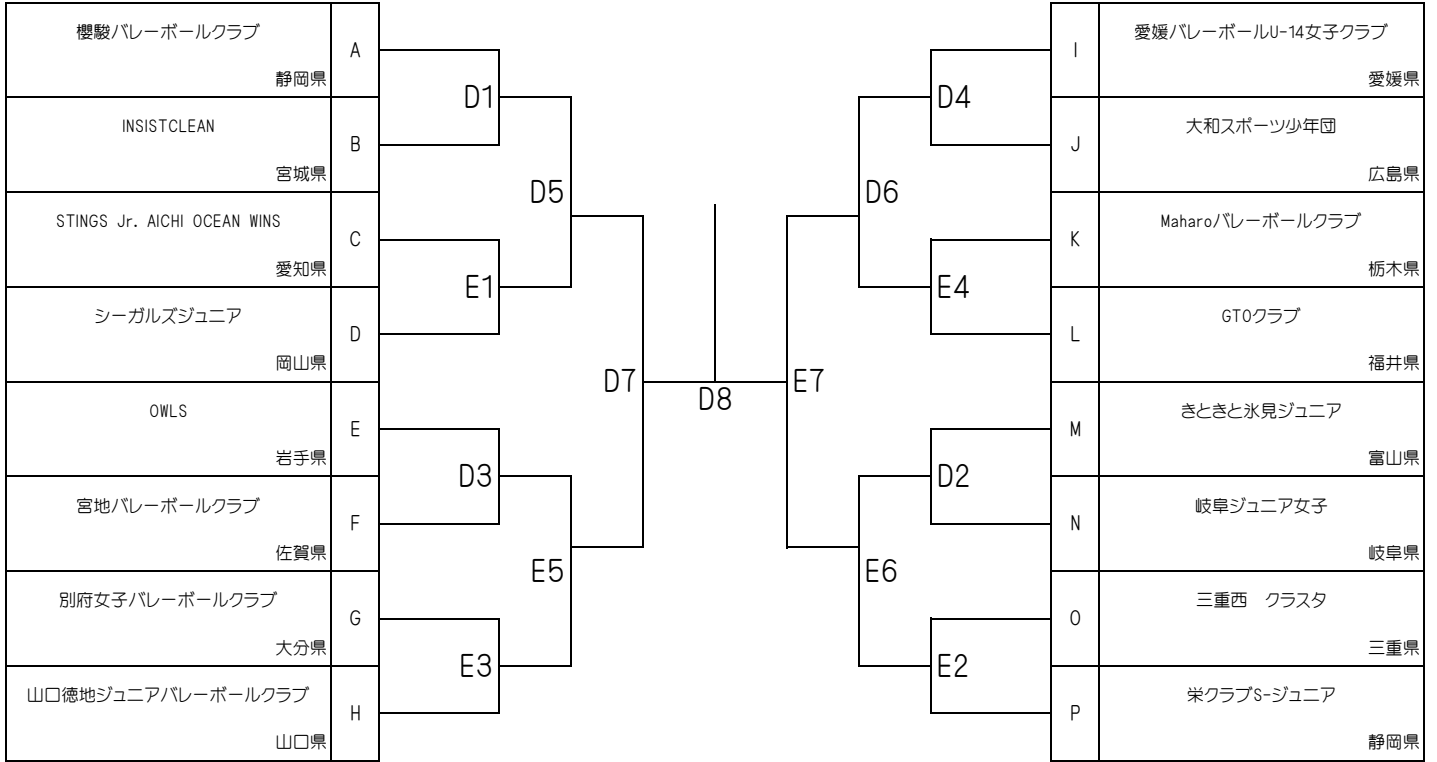 櫻駿バレーボールクラブ
静岡県
A
INSISTCLEAN
宮城県
B
STINGS Jr. AICHI OCEAN WINS
愛知県
C
シーガルズジュニア
岡山県
D
OWLS
岩手県
E
宮地バレーボールクラブ
佐賀県
F
別府女子バレーボールクラブ
大分県
G
山口徳地ジュニアバレーボールクラブ
山口県
H
D1
E1
D3
E3
D5
E5
D7
D8
E7
D6
E6
D4
E4
D2
E2
I
愛媛バレーボールU-14女子クラブ
愛媛県
J
大和スポーツ少年団
広島県
K
Maharoバレーボールクラブ
栃木県
L
GTOクラブ
福井県
M
きときと氷見ジュニア
富山県
N
岐阜ジュニア女子
岐阜県
O
三重西　クラスタ
三重県
P
栄クラブS-ジュニア
静岡県